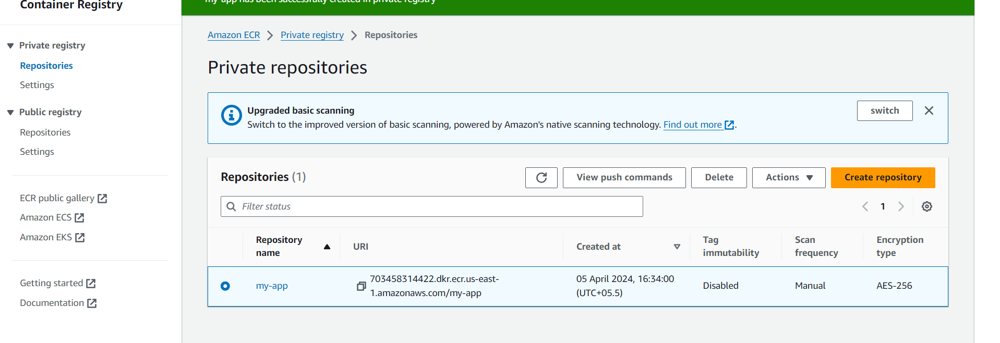 Container Registry
my-app has been successfully created in private registry
Private registry
Repositories
Settings
Public registry
Repositories
Settings
ECR public gallery
Amazon ECS
Amazon EKS
Getting started
Documentation
Amazon ECR > Private registry > Repositories
Private repositories
Upgraded basic scanning
Switch to the improved version of basic scanning, powered by Amazon's native scanning technology. Find out more.
switch
Repositories (1)
View push commands
Delete
Actions
Create repository
Filter status
1
Repository
name
URI
Created at
Tag
immutability
Scan
frequency
Encryption
type
my-app
703458314422.dkr.ecr.us-east-
1.amazonaws.com/my-app
05 April 2024, 16:34:00
(UTC+05.5)
Disabled
Manual
AES-256